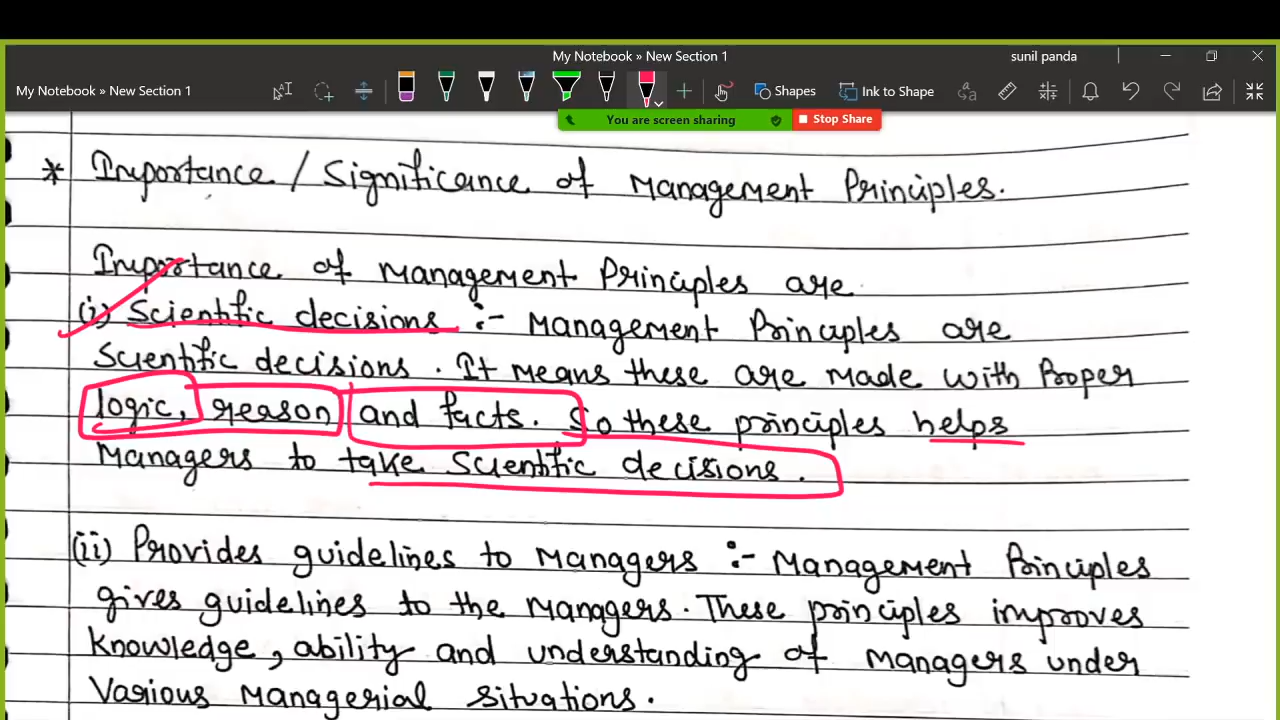 My Notebook » New Section 1
sunil panda
My Notebook » New Section 1
Shapes
Ink to Shape
You are screen sharing
Stop Share
* Importance / Significance of Management Principles.
Importance of Management Principles are
(i) Scientific decisions :- Management Principles are
Scientific decisions. It means these are made with Proper
logic, reason and facts. So these principles helps
Managers to take Scientific decisions.
(ii) Provides guidelines to Managers :- Management Principles
gives guidelines to the Managers. These principles improves
Knowledge, ability and understanding of Managers under
Various Managerial situations.